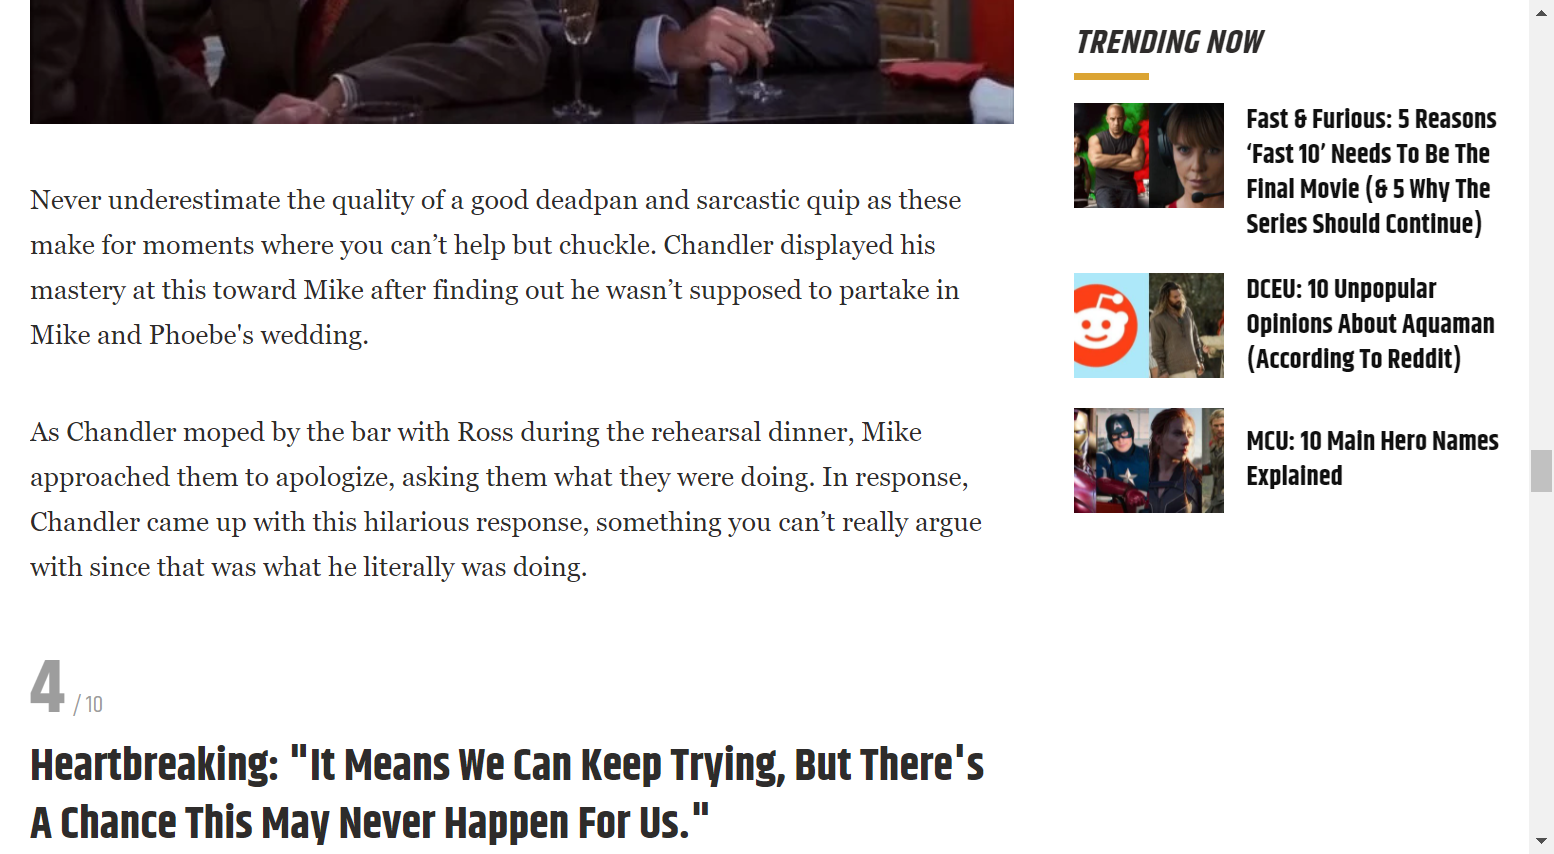 Never underestimate the quality of a good deadpan and sarcastic quip as these
make for moments where you can’t help but chuckle. Chandler displayed his
mastery at this toward Mike after finding out he wasn’t supposed to partake in
Mike and Phoebe's wedding.
As Chandler moped by the bar with Ross during the rehearsal dinner, Mike
approached them to apologize, asking them what they were doing. In response,
Chandler came up with this hilarious response, something you can’t really argue
with since that was what he literally was doing.
4 / 10
Heartbreaking: "It Means We Can Keep Trying, But There's
A Chance This May Never Happen For Us."
TRENDING NOW
Fast & Furious: 5 Reasons
‘Fast 10’ Needs To Be The
Final Movie (& 5 Why The
Series Should Continue)
DCEU: 10 Unpopular
Opinions About Aquaman
(According To Reddit)
MCU: 10 Main Hero Names
Explained